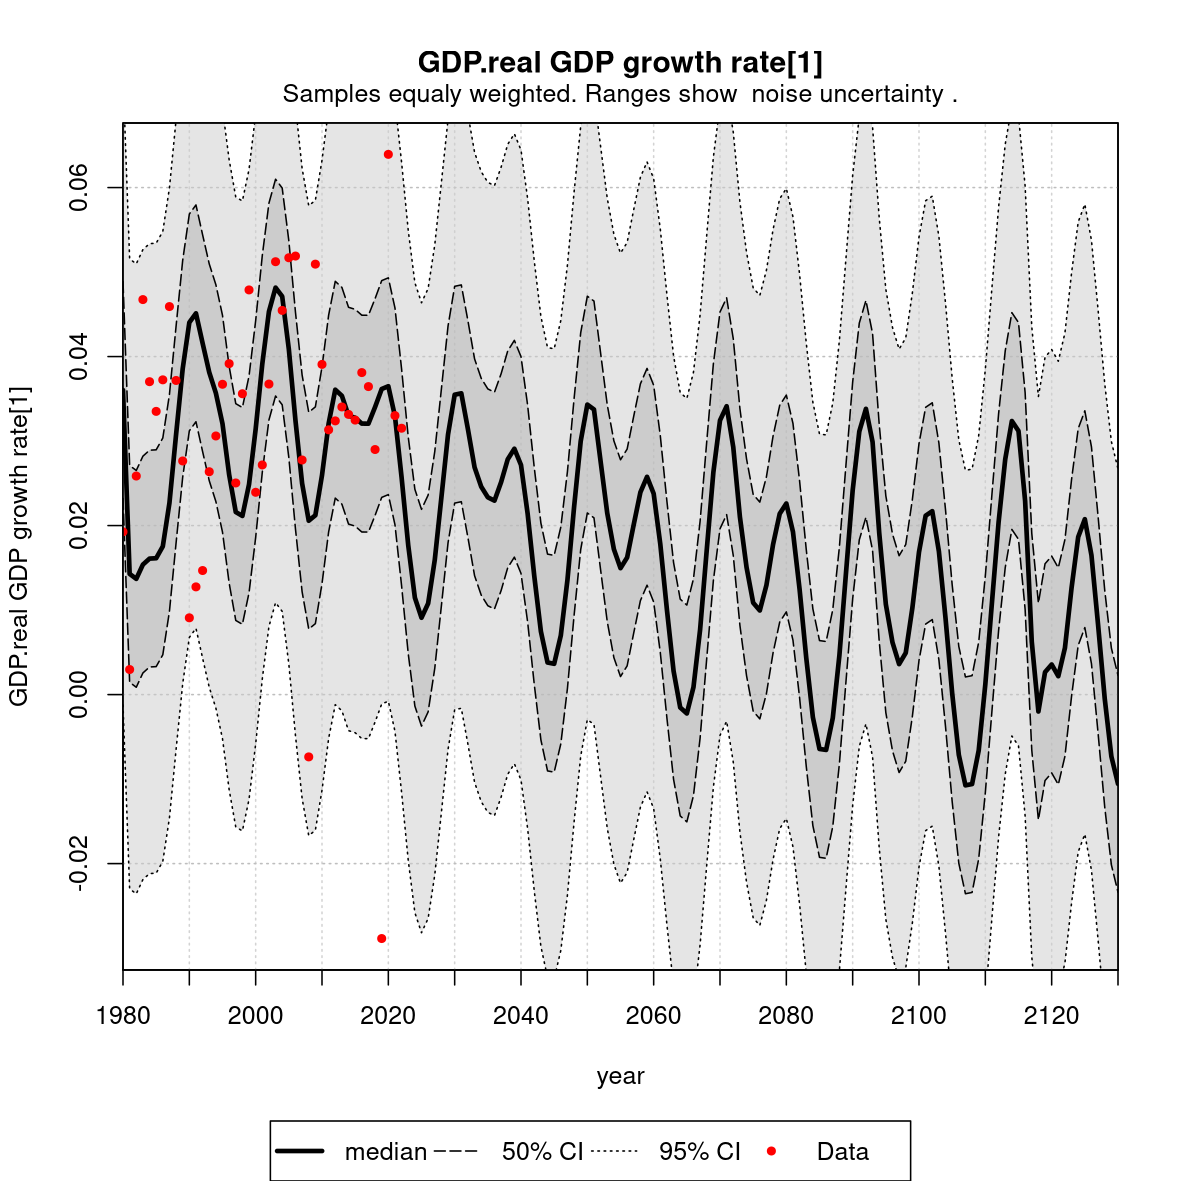 GDP.real GDP growth rate[1]
Samples equaly weighted. Ranges show  noise uncertainty .
GDP.real GDP growth rate[1]
0.06
0.04
0.02
0.00
-0.02
1980 2000 2020 2040 2060 2080 2100 2120
year
median 50% CI 95% CI Data